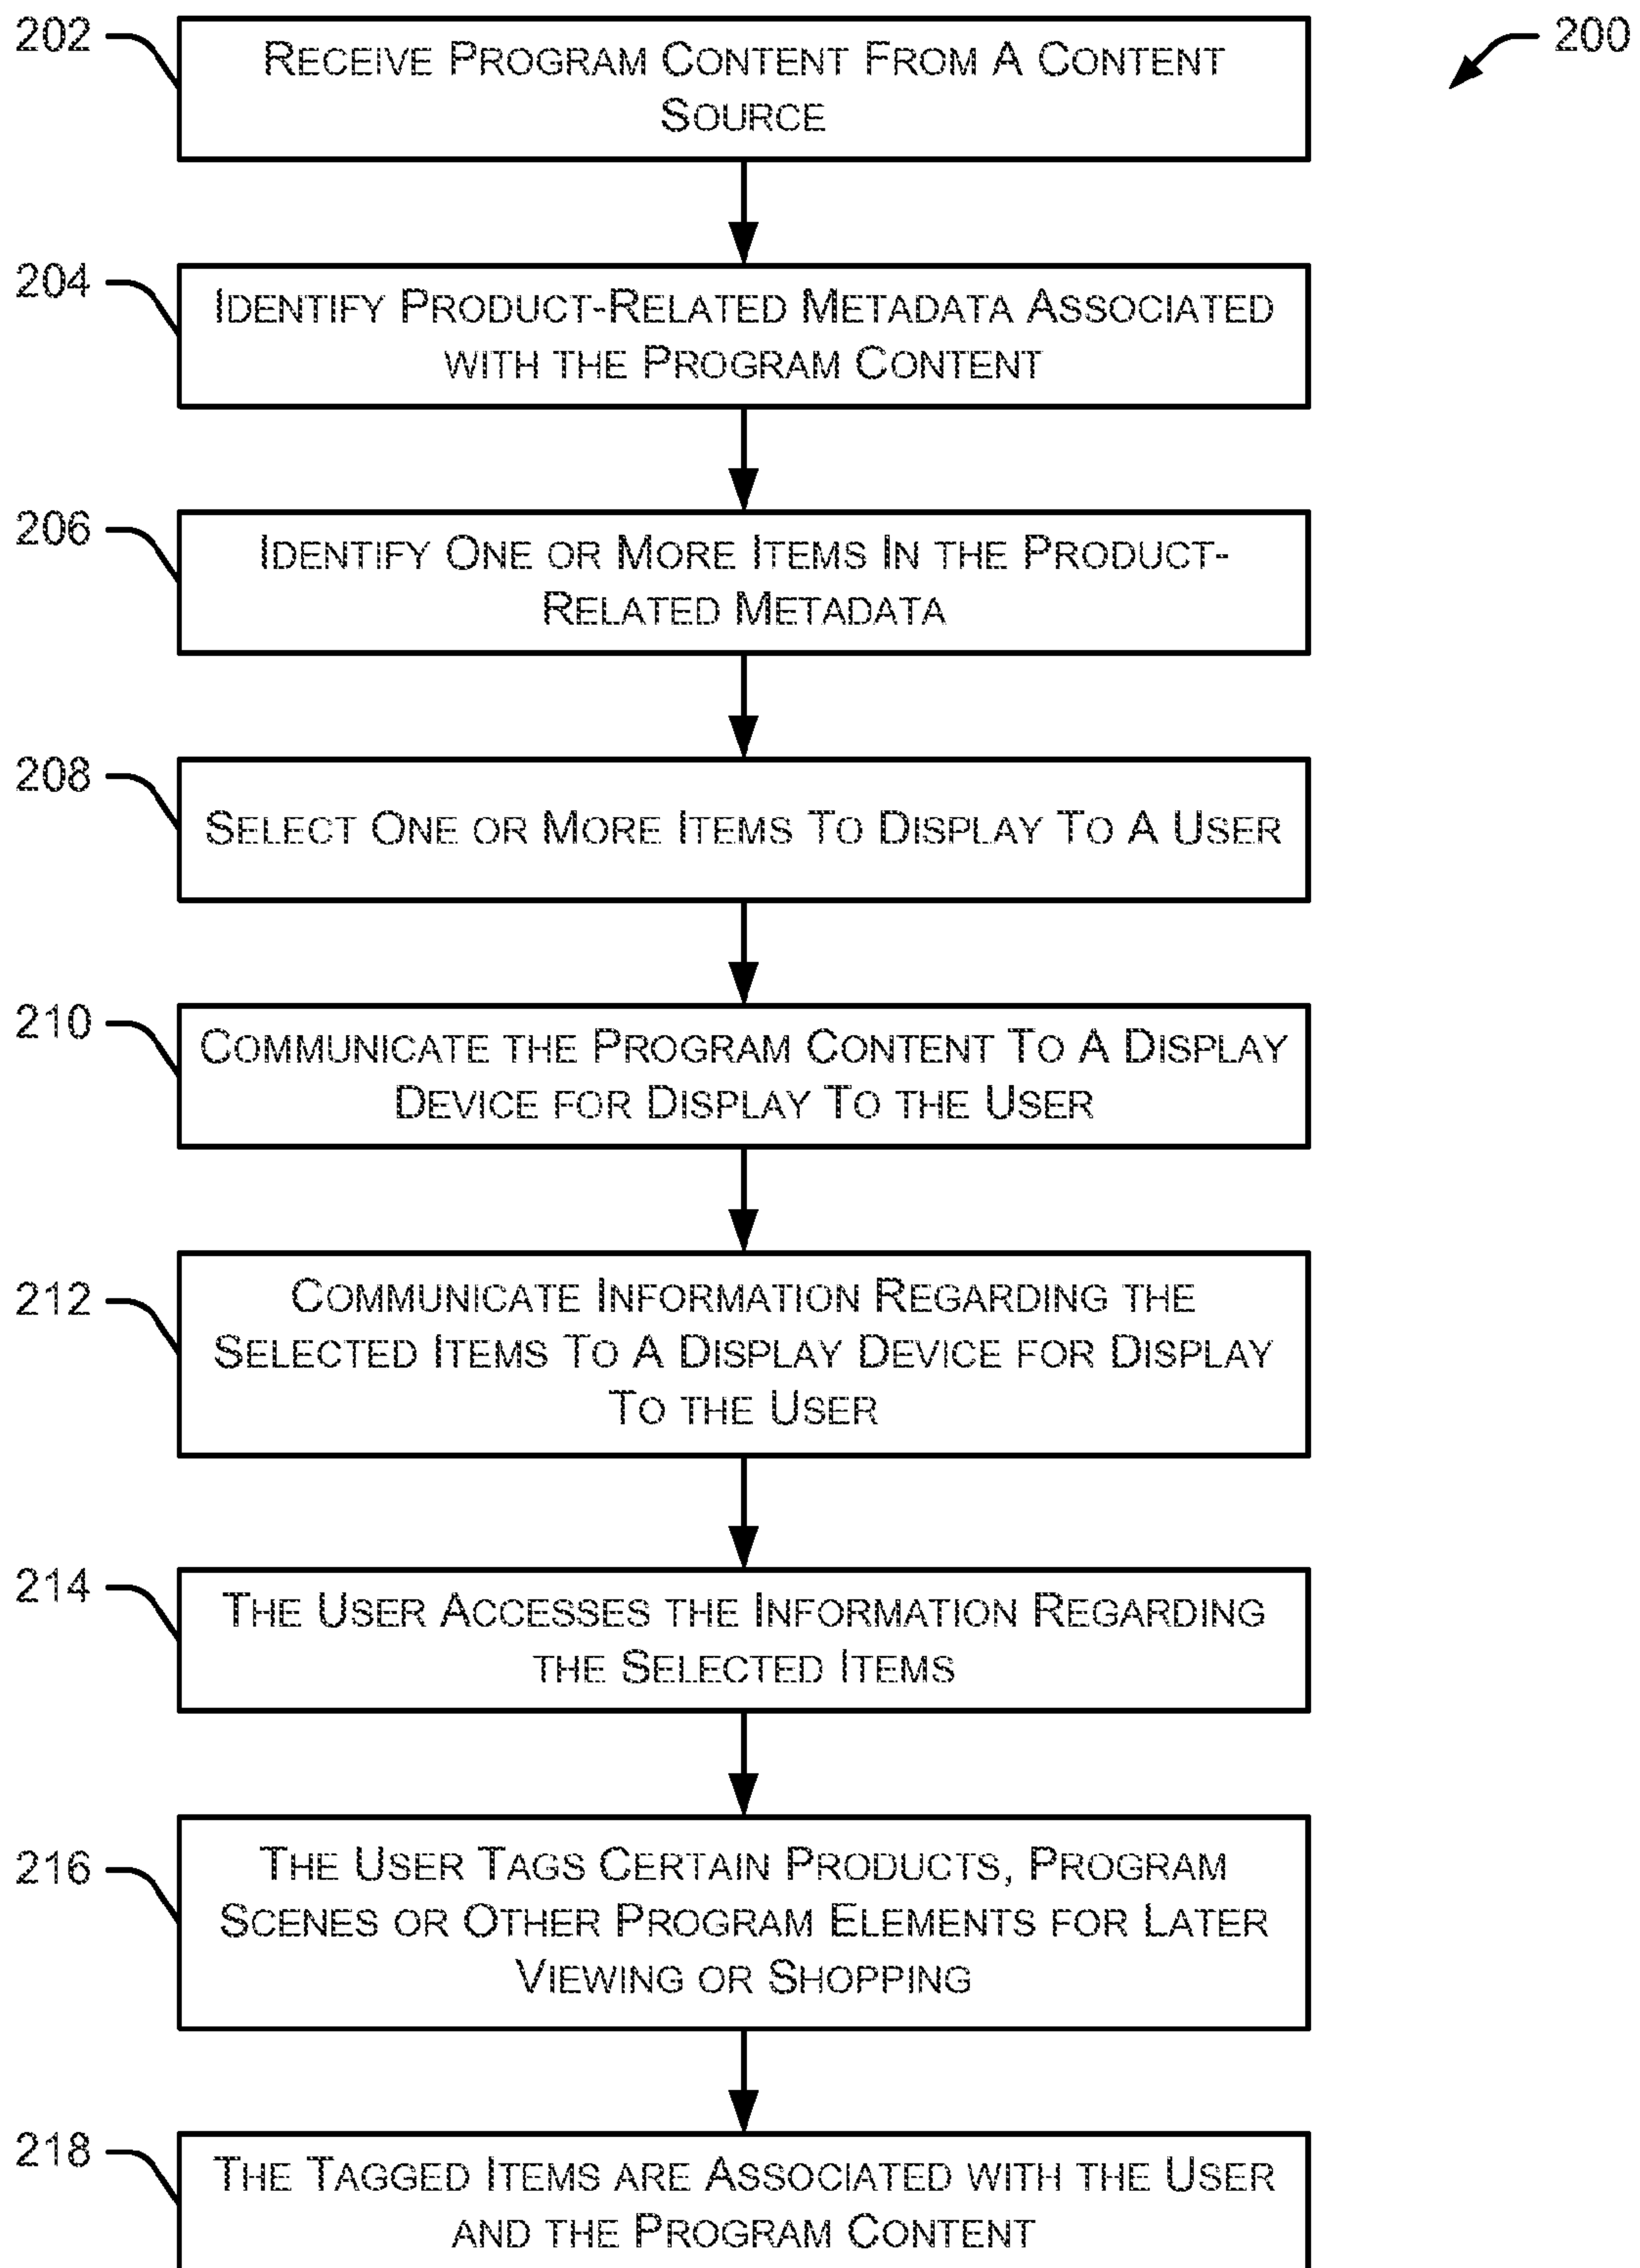 202
200
RECEIVE PROGRAM CONTENT FROM A CONTENT
SOURCE
204
IDENTIFY PRODUCT-RELATED METADATA ASSOCIATED
WITH THE PROGRAM CONTENT
206
IDENTIFY ONE OR MORE ITEMS IN THE PRODUCT-
RELATED METADATA
208
SELECT ONE OR MORE ITEMS TO DISPLAY TO A USER
210
COMMUNICATE THE PROGRAM CONTENT TO A DISPLAY
DEVICE FOR DISPLAY TO THE USER
212
COMMUNICATE INFORMATION REGARDING THE
SELECTED ITEMS TO A DISPLAY DEVICE FOR DISPLAY
TO THE USER
214
THE USER ACCESSES THE INFORMATION REGARDING
THE SELECTED ITEMS
216
THE USER TAGS CERTAIN PRODUCTS, PROGRAM
SCENES OR OTHER PROGRAM ELEMENTS FOR LATER
VIEWING OR SHOPPING
218
THE TAGGED ITEMS ARE ASSOCIATED WITH THE USER
AND THE PROGRAM CONTENT